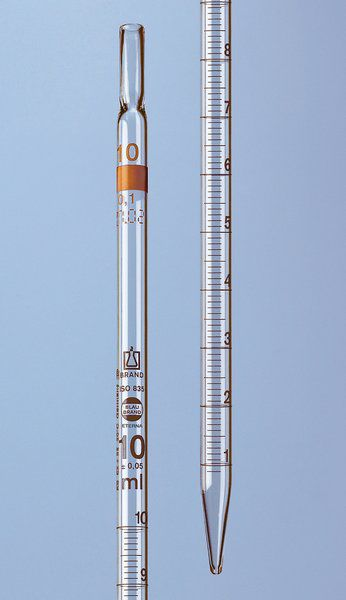 10
0,1
BRAND
ISO 835
BLAU
BRAND
ETERNA
10
± 0,05
ml
10
9
8
7
6
5
4
3
2
1